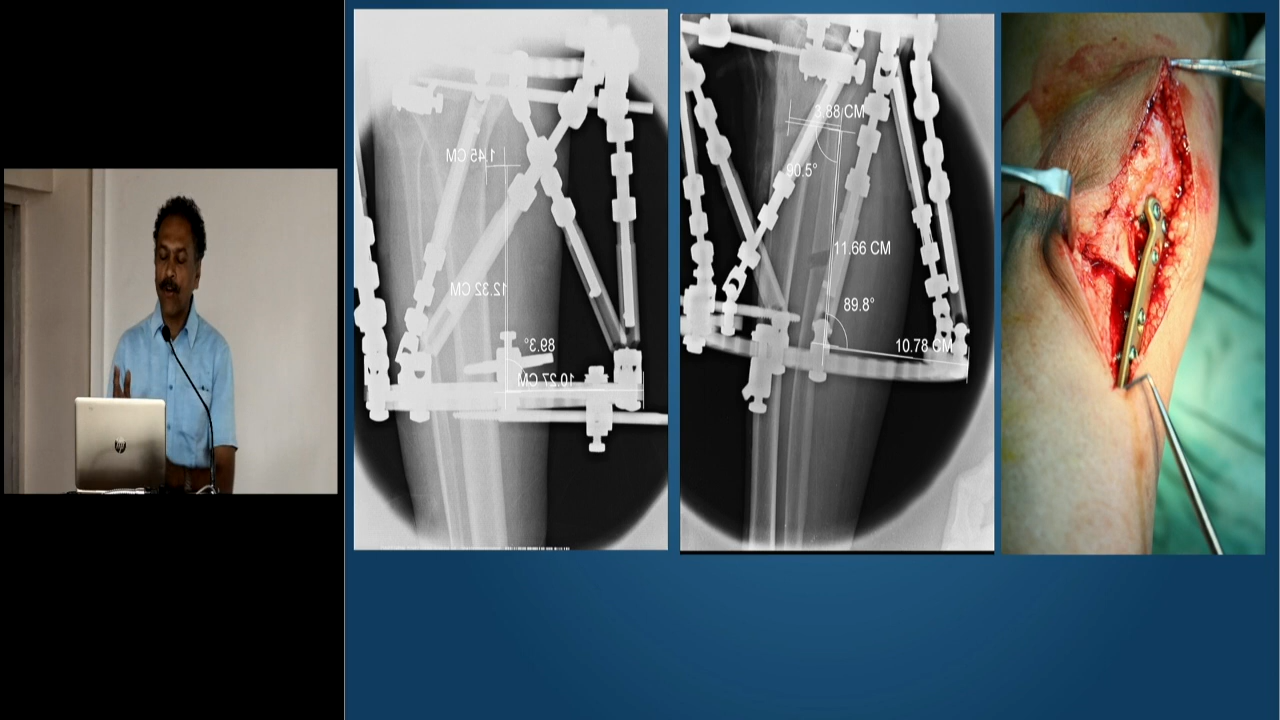 hp
1.45 CM
12.32 CM
89.3°
10.27 CM
3.88 CM
90.5°
11.66 CM
89.8°
10.78 CM